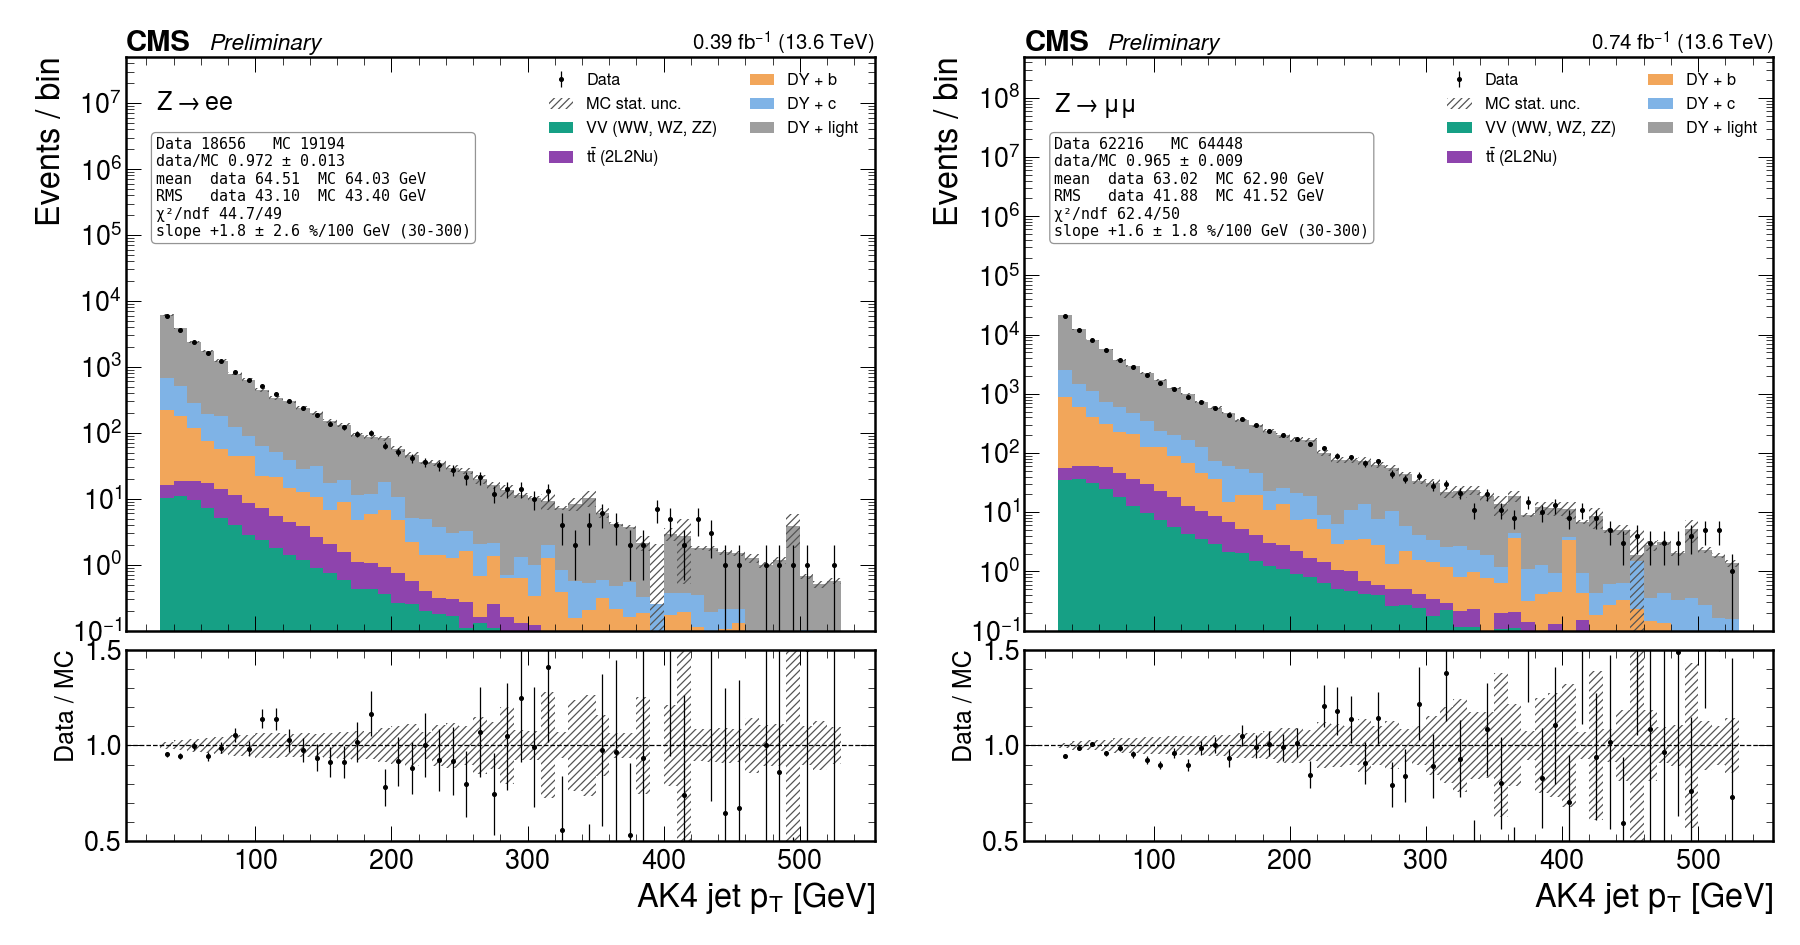 CMS Preliminary 0.39 fb⁻¹ (13.6 TeV)
Events / bin
Z→ee
Data
MC stat. unc.
VV (WW, WZ, ZZ)
tt̄ (2L2Nu)
DY + b
DY + c
DY + light
Data 18656 MC 19194
data/MC 0.972 ± 0.013
mean data 64.51 MC 64.03 GeV
RMS data 43.10 MC 43.40 GeV
χ²/ndf 44.7/49
slope +1.8 ± 2.6 %/100 GeV (30-300)
10⁷
10⁶
10⁵
10⁴
10³
10²
10¹
10⁰
10⁻¹
Data / MC
1.5
1.0
0.5
100 200 300 400 500
AK4 jet p_T [GeV]
CMS Preliminary 0.74 fb⁻¹ (13.6 TeV)
Events / bin
Z→μμ
Data
MC stat. unc.
VV (WW, WZ, ZZ)
tt̄ (2L2Nu)
DY + b
DY + c
DY + light
Data 62216 MC 64448
data/MC 0.965 ± 0.009
mean data 63.02 MC 62.90 GeV
RMS data 41.88 MC 41.52 GeV
χ²/ndf 62.4/50
slope +1.6 ± 1.8 %/100 GeV (30-300)
10⁸
10⁷
10⁶
10⁵
10⁴
10³
10²
10¹
10⁰
10⁻¹
Data / MC
1.5
1.0
0.5
100 200 300 400 500
AK4 jet p_T [GeV]